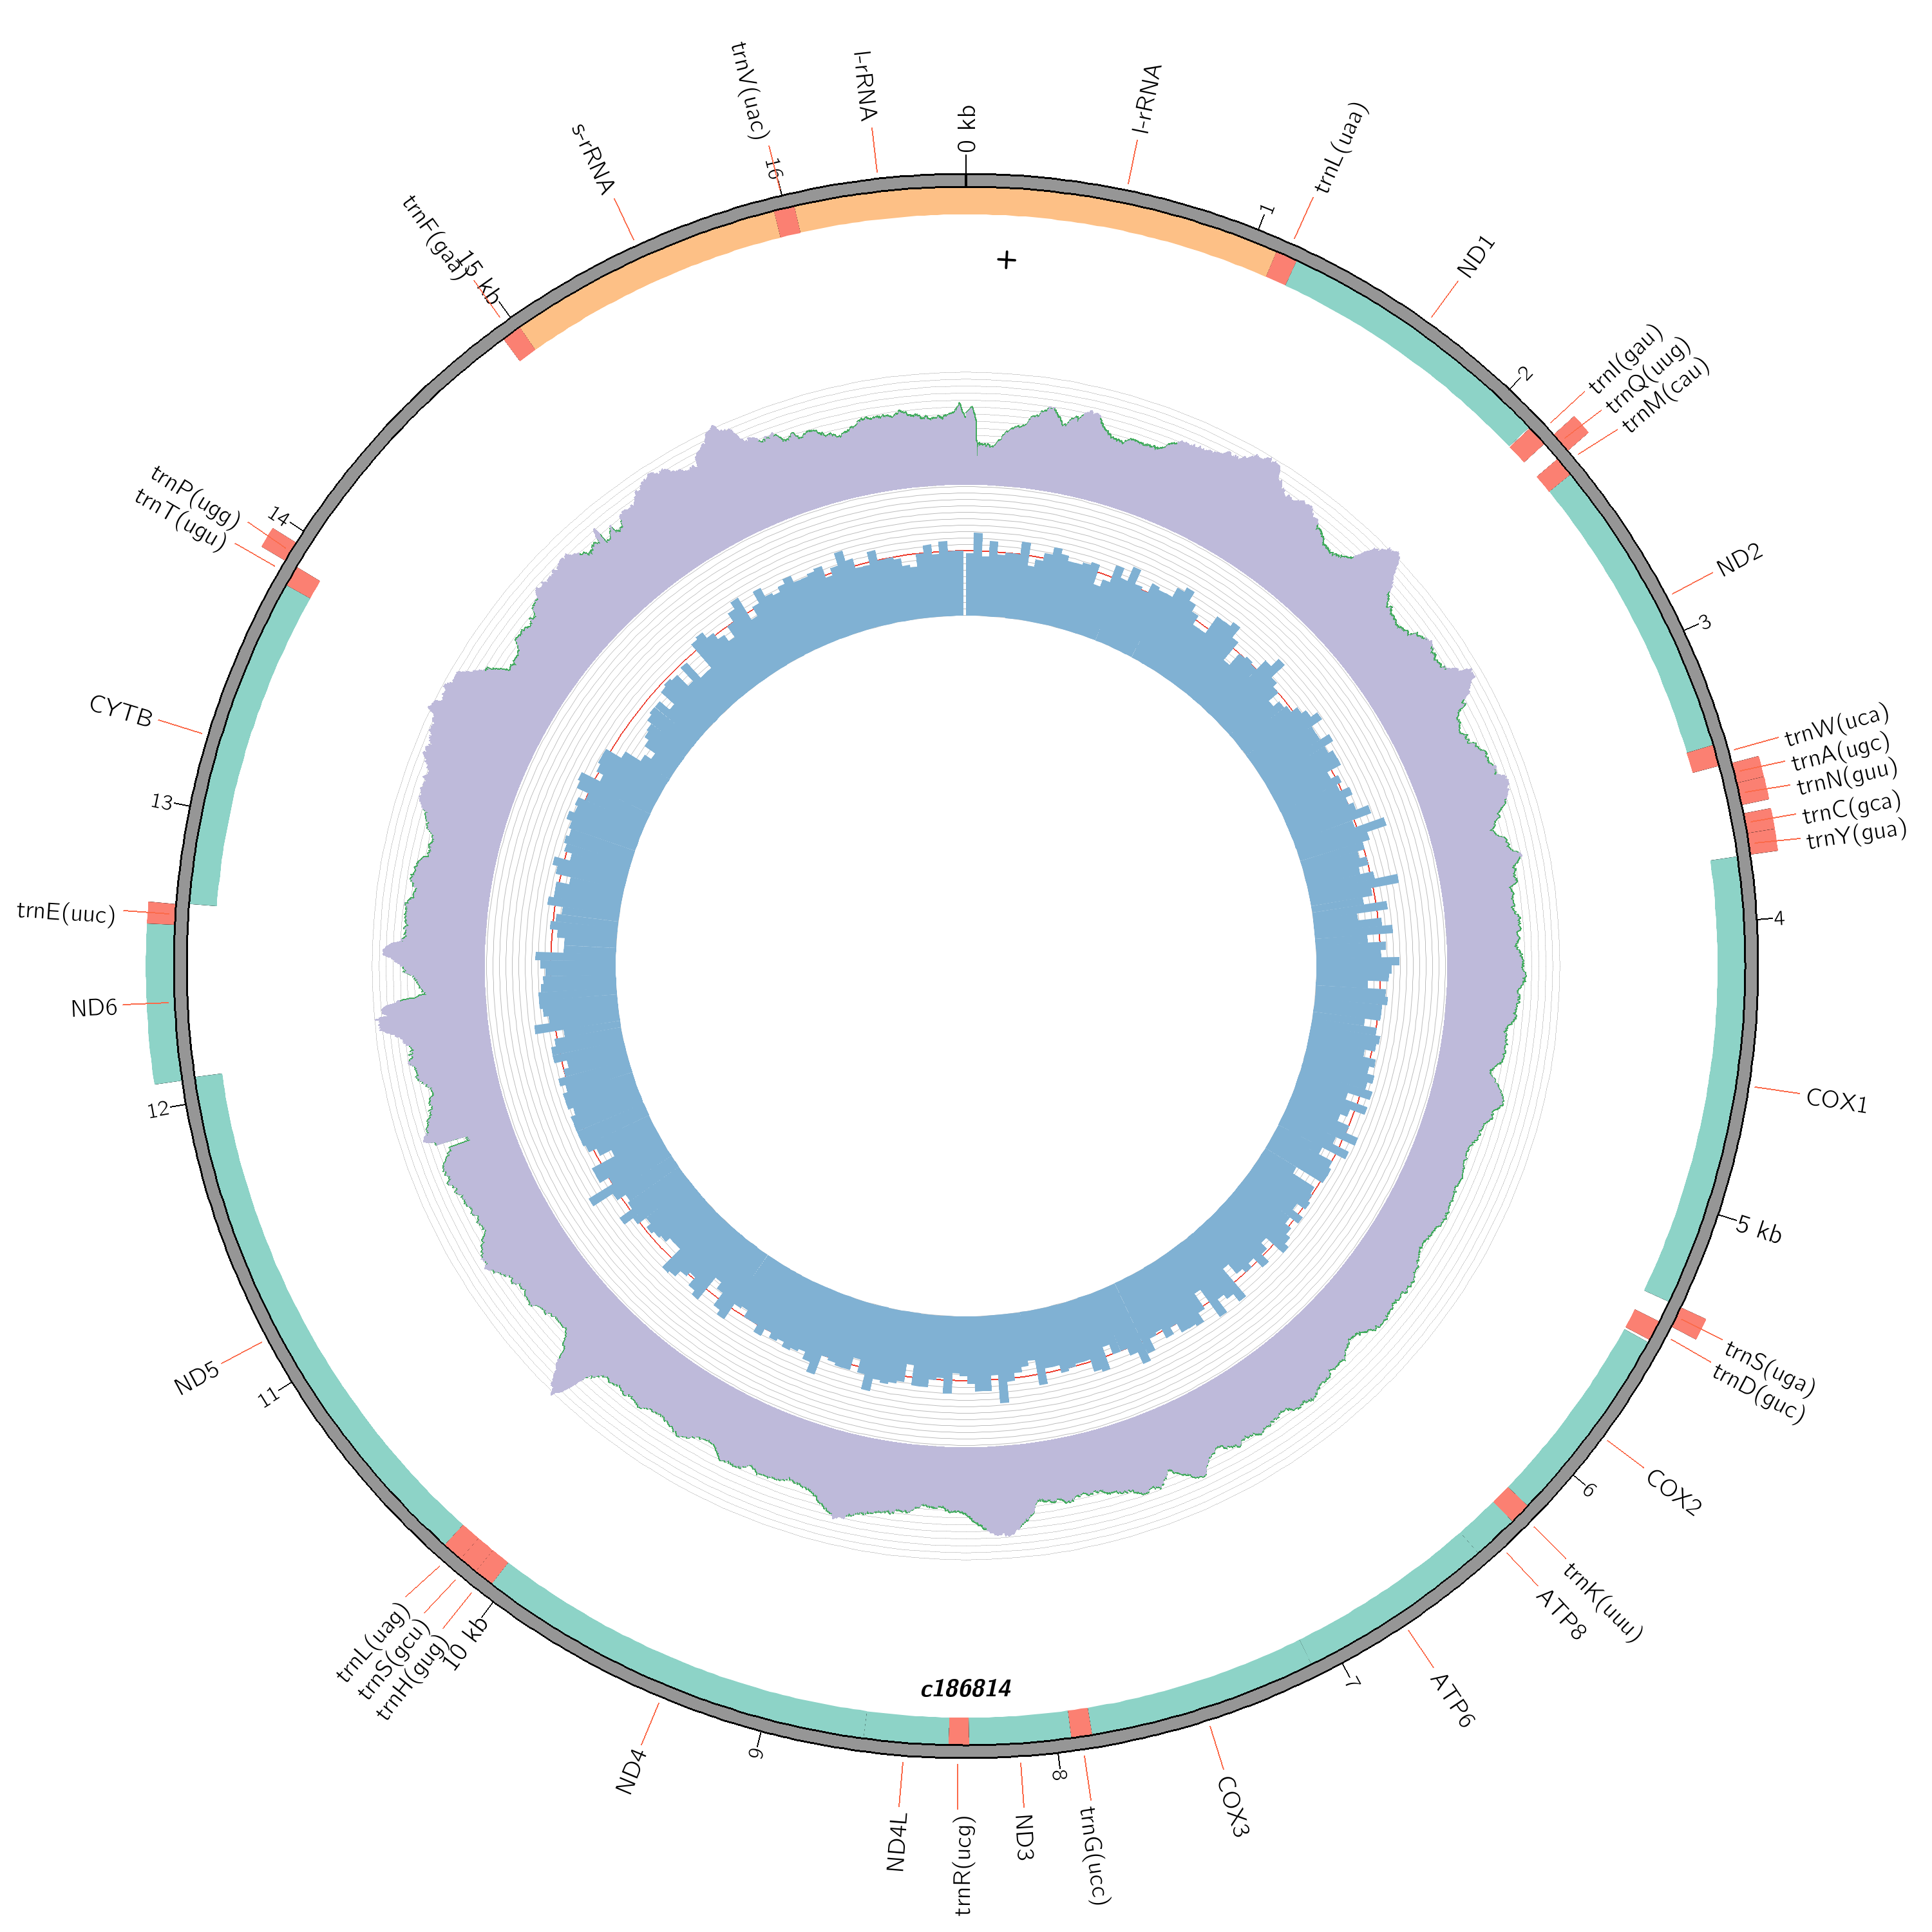 0 kb
l-rRNA
1
trnL(uaa)
ND1
2
trnI(gau)
trnQ(uug)
trnM(cau)
ND2
3
trnW(uca)
trnA(ugc)
trnN(guu)
trnC(gca)
trnY(gua)
4
COX1
5 kb
trnS(uga)
trnD(guc)
COX2
6
trnK(uuu)
ATP8
ATP6
7
COX3
trnG(ucc)
8
ND3
trnR(ucg)
ND4L
9
ND4
10 kb
trnH(gug)
trnS(gcu)
trnL(uag)
11
ND5
12
ND6
trnE(uuc)
13
CYTB
trnT(ugu)
trnP(ugg)
14
trnF(gaa)
15 kb
s-rRNA
trnV(uac)
16
l-rRNA
+
c186814